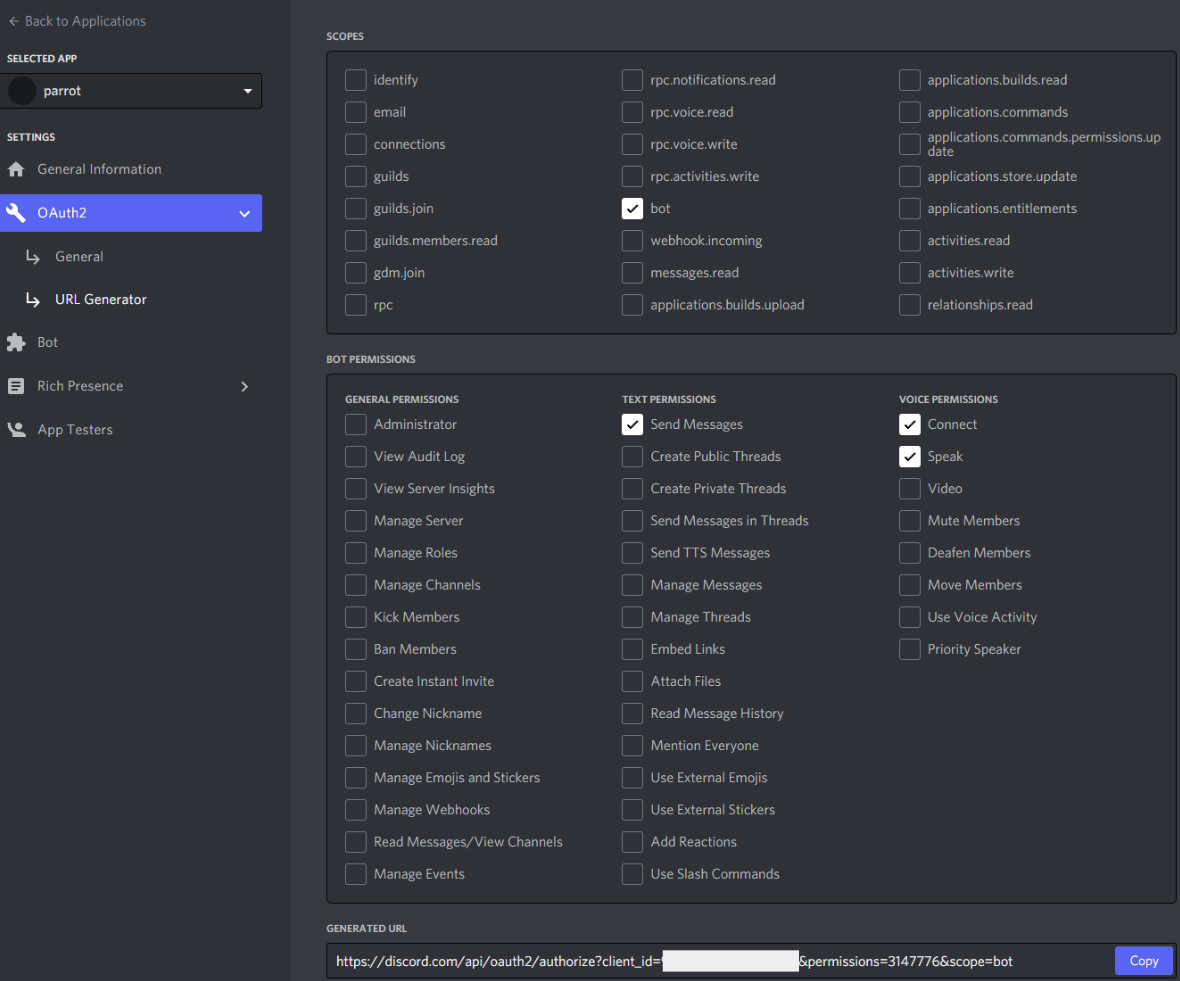 ← Back to Applications
SELECTED APP
parrot
SETTINGS
General Information
OAuth2
General
URL Generator
Bot
Rich Presence
App Testers
SCOPES
identify
email
connections
guilds
guilds.join
guilds.members.read
gdm.join
rpc
rpc.notifications.read
rpc.voice.read
rpc.voice.write
rpc.activities.write
bot
webhook.incoming
messages.read
applications.builds.upload
applications.builds.read
applications.commands
applications.commands.permissions.up
date
applications.store.update
applications.entitlements
activities.read
activities.write
relationships.read
BOT PERMISSIONS
GENERAL PERMISSIONS
Administrator
View Audit Log
View Server Insights
Manage Server
Manage Roles
Manage Channels
Kick Members
Ban Members
Create Instant Invite
Change Nickname
Manage Nicknames
Manage Emojis and Stickers
Manage Webhooks
Read Messages/View Channels
Manage Events
TEXT PERMISSIONS
Send Messages
Create Public Threads
Create Private Threads
Send Messages in Threads
Send TTS Messages
Manage Messages
Manage Threads
Embed Links
Attach Files
Read Message History
Mention Everyone
Use External Emojis
Use External Stickers
Add Reactions
Use Slash Commands
VOICE PERMISSIONS
Connect
Speak
Video
Mute Members
Deafen Members
Move Members
Use Voice Activity
Priority Speaker
GENERATED URL
https://discord.com/api/oauth2/authorize?client_id= &permissions=3147776&scope=bot
Copy